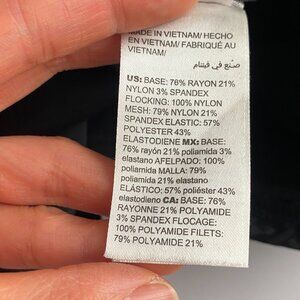 MADE IN VIETNAM/ HECHO
EN VIETNAM/ FABRIQUÉ AU
VIETNAM/
صنع في فيتنام
US: BASE: 76% RAYON 21%
NYLON 3% SPANDEX
FLOCKING: 100% NYLON
MESH: 79% NYLON 21%
SPANDEX ELASTIC: 57%
POLYESTER 43%
ELASTODIENE MX: BASE:
76% rayón 21% poliamida 3%
elastano AFELPADO: 100%
poliamida MALLA: 79%
poliamida 21% elastano
ELÁSTICO: 57% poliéster 43%
elastodieno CA: BASE: 76%
RAYONNE 21% POLYAMIDE
3% SPANDEX FLOCAGE:
100% POLYAMIDE FILETS:
79% POLYAMIDE 21%